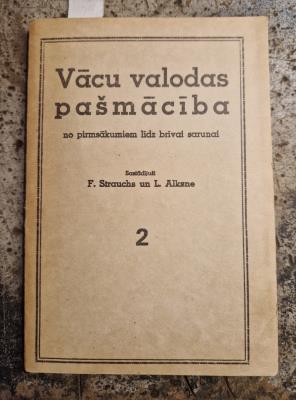 Vācu valodas
pašmācība
no pirmsākumiem līdz brīvai sarunai
Sastādījuši
F. Strauchs un L. Alksne
2